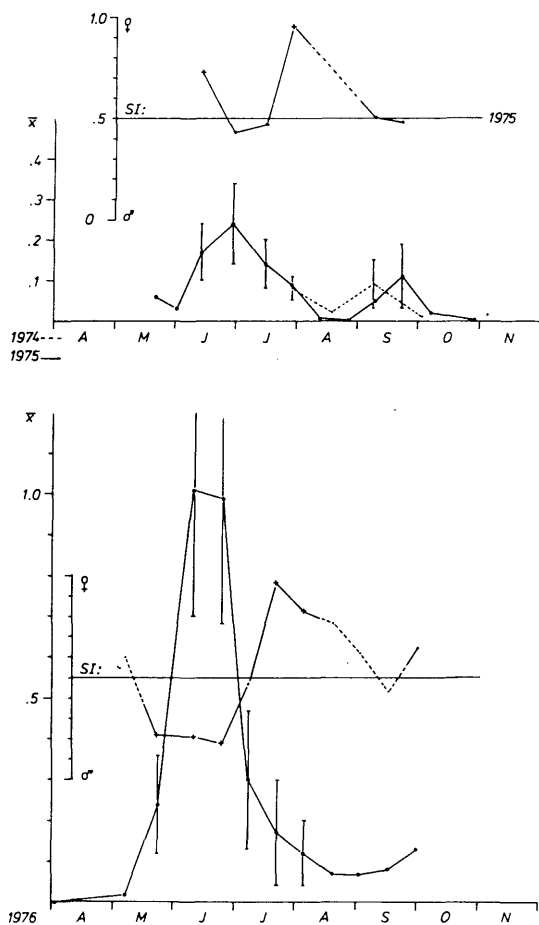 1.0 ♀
SI:
x̄ .5 1975
.4
.3
0 ♂
.2
.1
A M J J A S O N
1974 ----
1975 —
x̄
1.0
♀
SI:
.5
♂
1976 A M J J A S O N